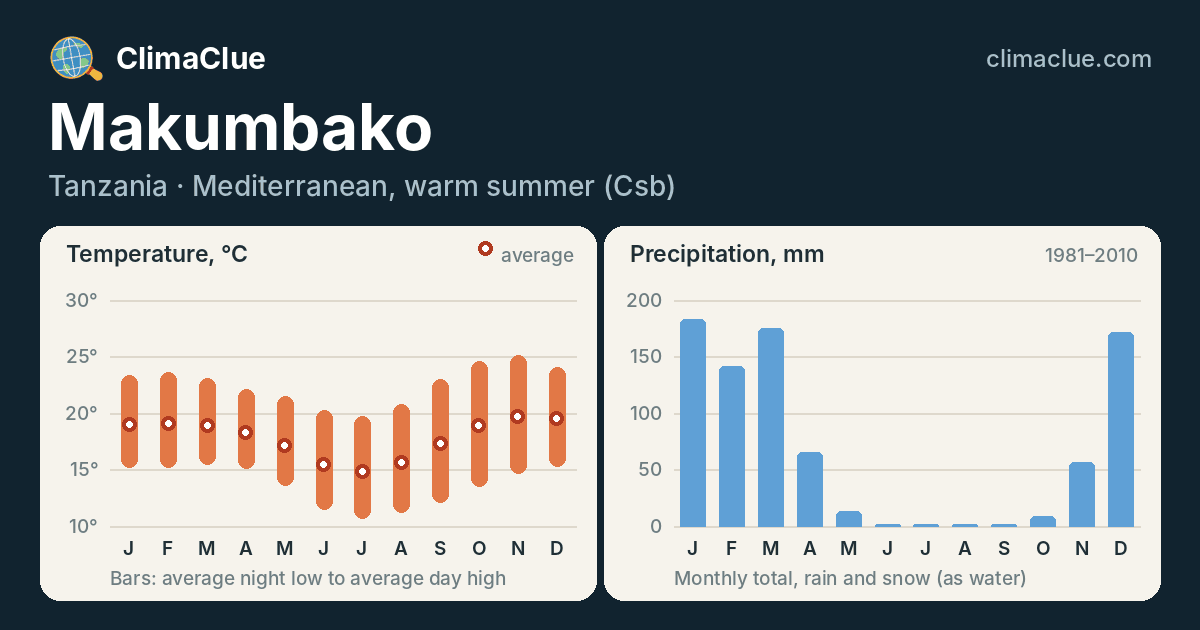 ClimaClue
climaclue.com
Makumbako
Tanzania · Mediterranean, warm summer (Csb)
Temperature, °C
average
30°
25°
20°
15°
10°
J F M A M J J A S O N D
Bars: average night low to average day high
Precipitation, mm
1981–2010
200
150
100
50
0
J F M A M J J A S O N D
Monthly total, rain and snow (as water)